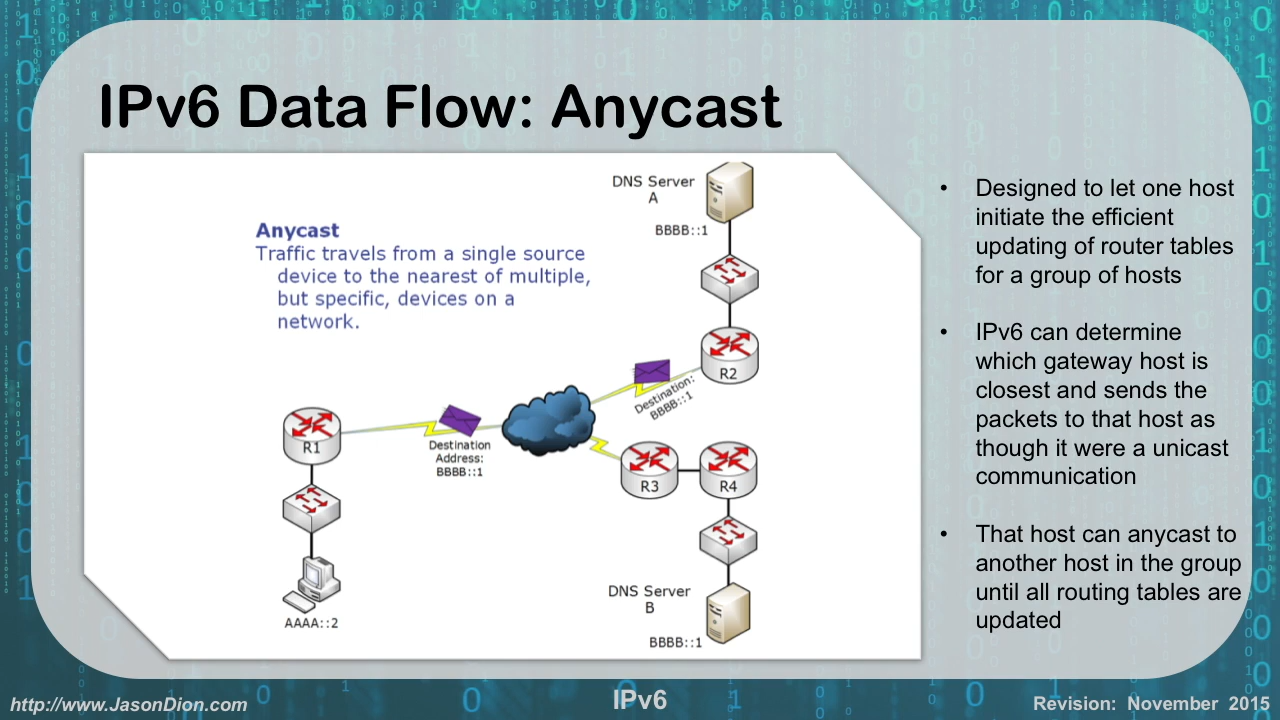 IPv6 Data Flow: Anycast
Anycast
Traffic travels from a single source
device to the nearest of multiple,
but specific, devices on a
network.
DNS Server
A
BBBB::1
R2
Destination:
BBBB::1
R1
Destination
Address:
BBBB::1
R3
R4
DNS Server
B
BBBB::1
AAAA::2
• Designed to let one host
initiate the efficient
updating of router tables
for a group of hosts
• IPv6 can determine
which gateway host is
closest and sends the
packets to that host as
though it were a unicast
communication
• That host can anycast to
another host in the group
until all routing tables are
updated
http://www.JasonDion.com
IPv6
Revision: November 2015